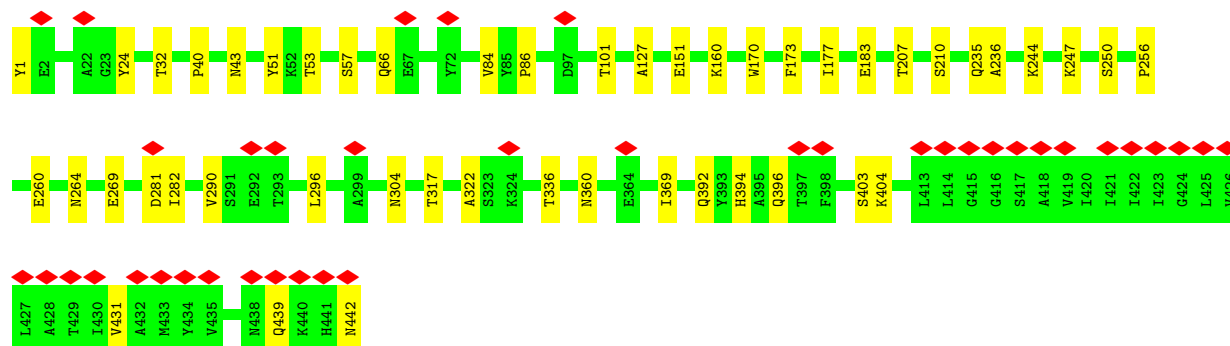 Y1 E2 A22 G23 Y24 T32 P40 N43 Y51 K52 T53 S57 Q66 E67 Y72 V84 Y85 P86 D97 T101 A127 E151 K160 W170 F173 I177 E183 T207 S210 Q235 A236 K244 K247 S250 P256
E260 N264 E269 D281 I282 V290 S291 E292 T293 L296 A299 N304 T317 A322 S323 K324 T336 N360 E364 I369 Q392 Y393 H394 A395 Q396 T397 F398 S403 K404 L413 L414 G415 G416 S417 A418 V419 I420 I421 I422 I423 G424 L425 V426
L427 A428 T429 I430 V431 A432 M433 Y434 V435 N438 Q439 K440 H441 N442